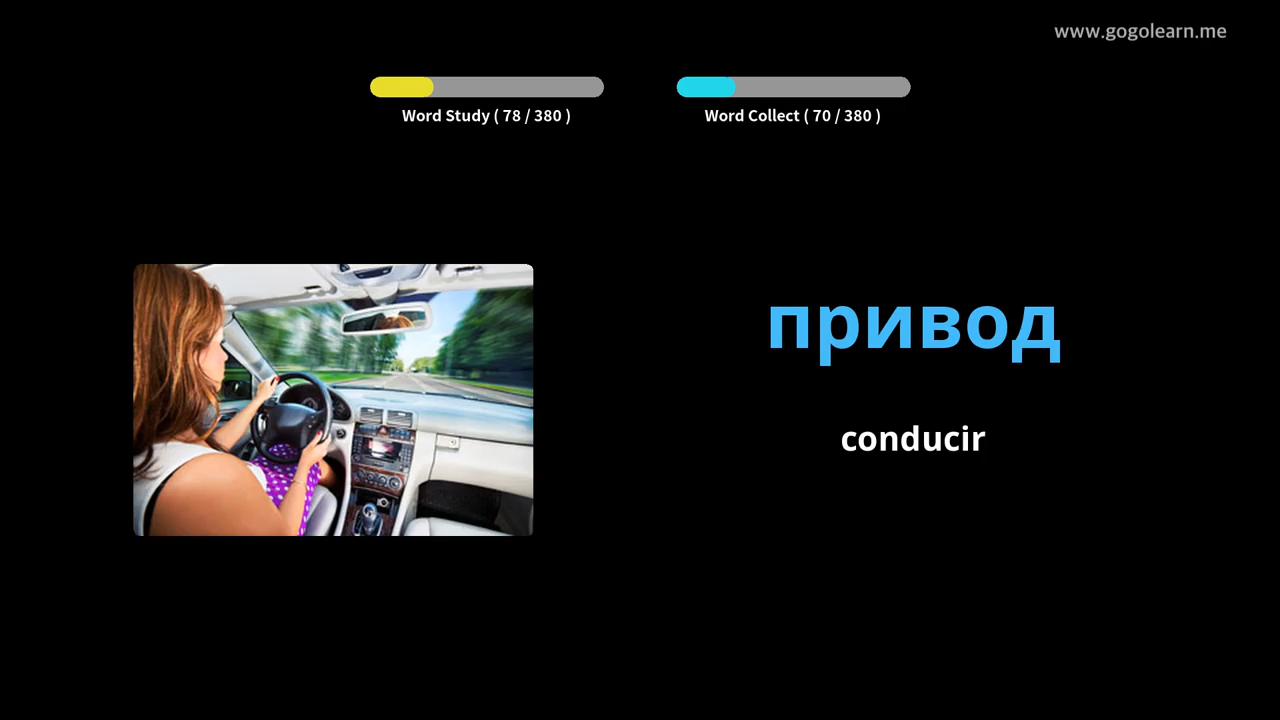 www.gogolearn.me
Word Study ( 78 / 380 )
Word Collect ( 70 / 380 )
привод
conducir